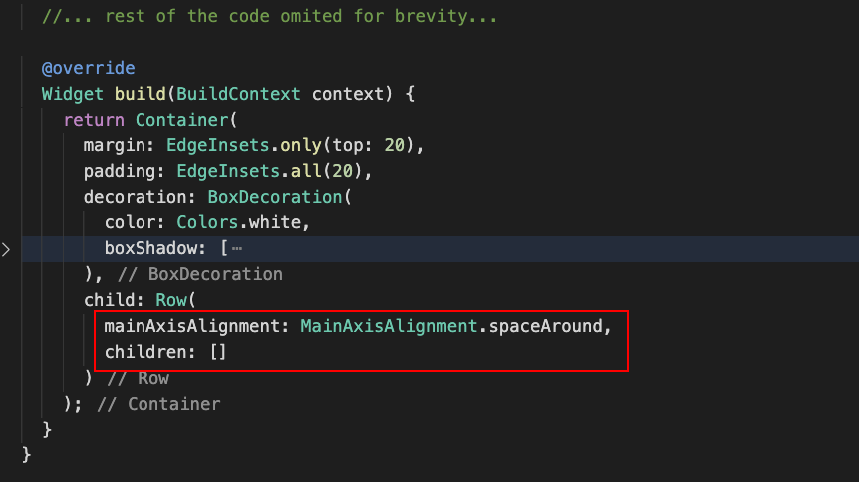 //... rest of the code omited for brevity...
@override
Widget build(BuildContext context) {
return Container(
margin: EdgeInsets.only(top: 20),
padding: EdgeInsets.all(20),
decoration: BoxDecoration(
color: Colors.white,
boxShadow: [⋯
), // BoxDecoration
child: Row(
mainAxisAlignment: MainAxisAlignment.spaceAround,
children: []
) // Row
); // Container
}
}